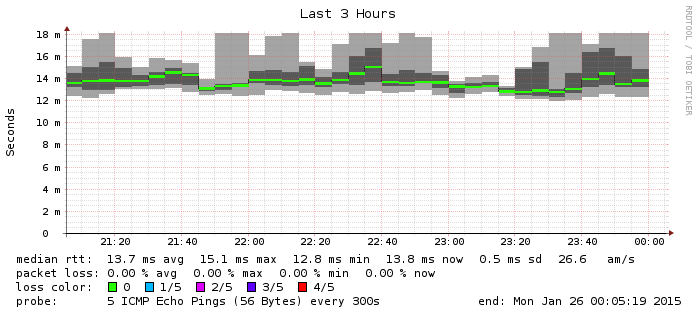 Last 3 Hours
RRDTOOL / TOBI OETIKER
Seconds
18 m
16 m
14 m
12 m
10 m
8 m
6 m
4 m
2 m
0
21:20 21:40 22:00 22:20 22:40 23:00 23:20 23:40 00:00
median rtt: 13.7 ms avg 15.1 ms max 12.8 ms min 13.8 ms now 0.5 ms sd 26.6 am/s
packet loss: 0.00 % avg 0.00 % max 0.00 % min 0.00 % now
loss color: 0 1/5 2/5 3/5 4/5
probe: 5 ICMP Echo Pings (56 Bytes) every 300s end: Mon Jan 26 00:05:19 2015